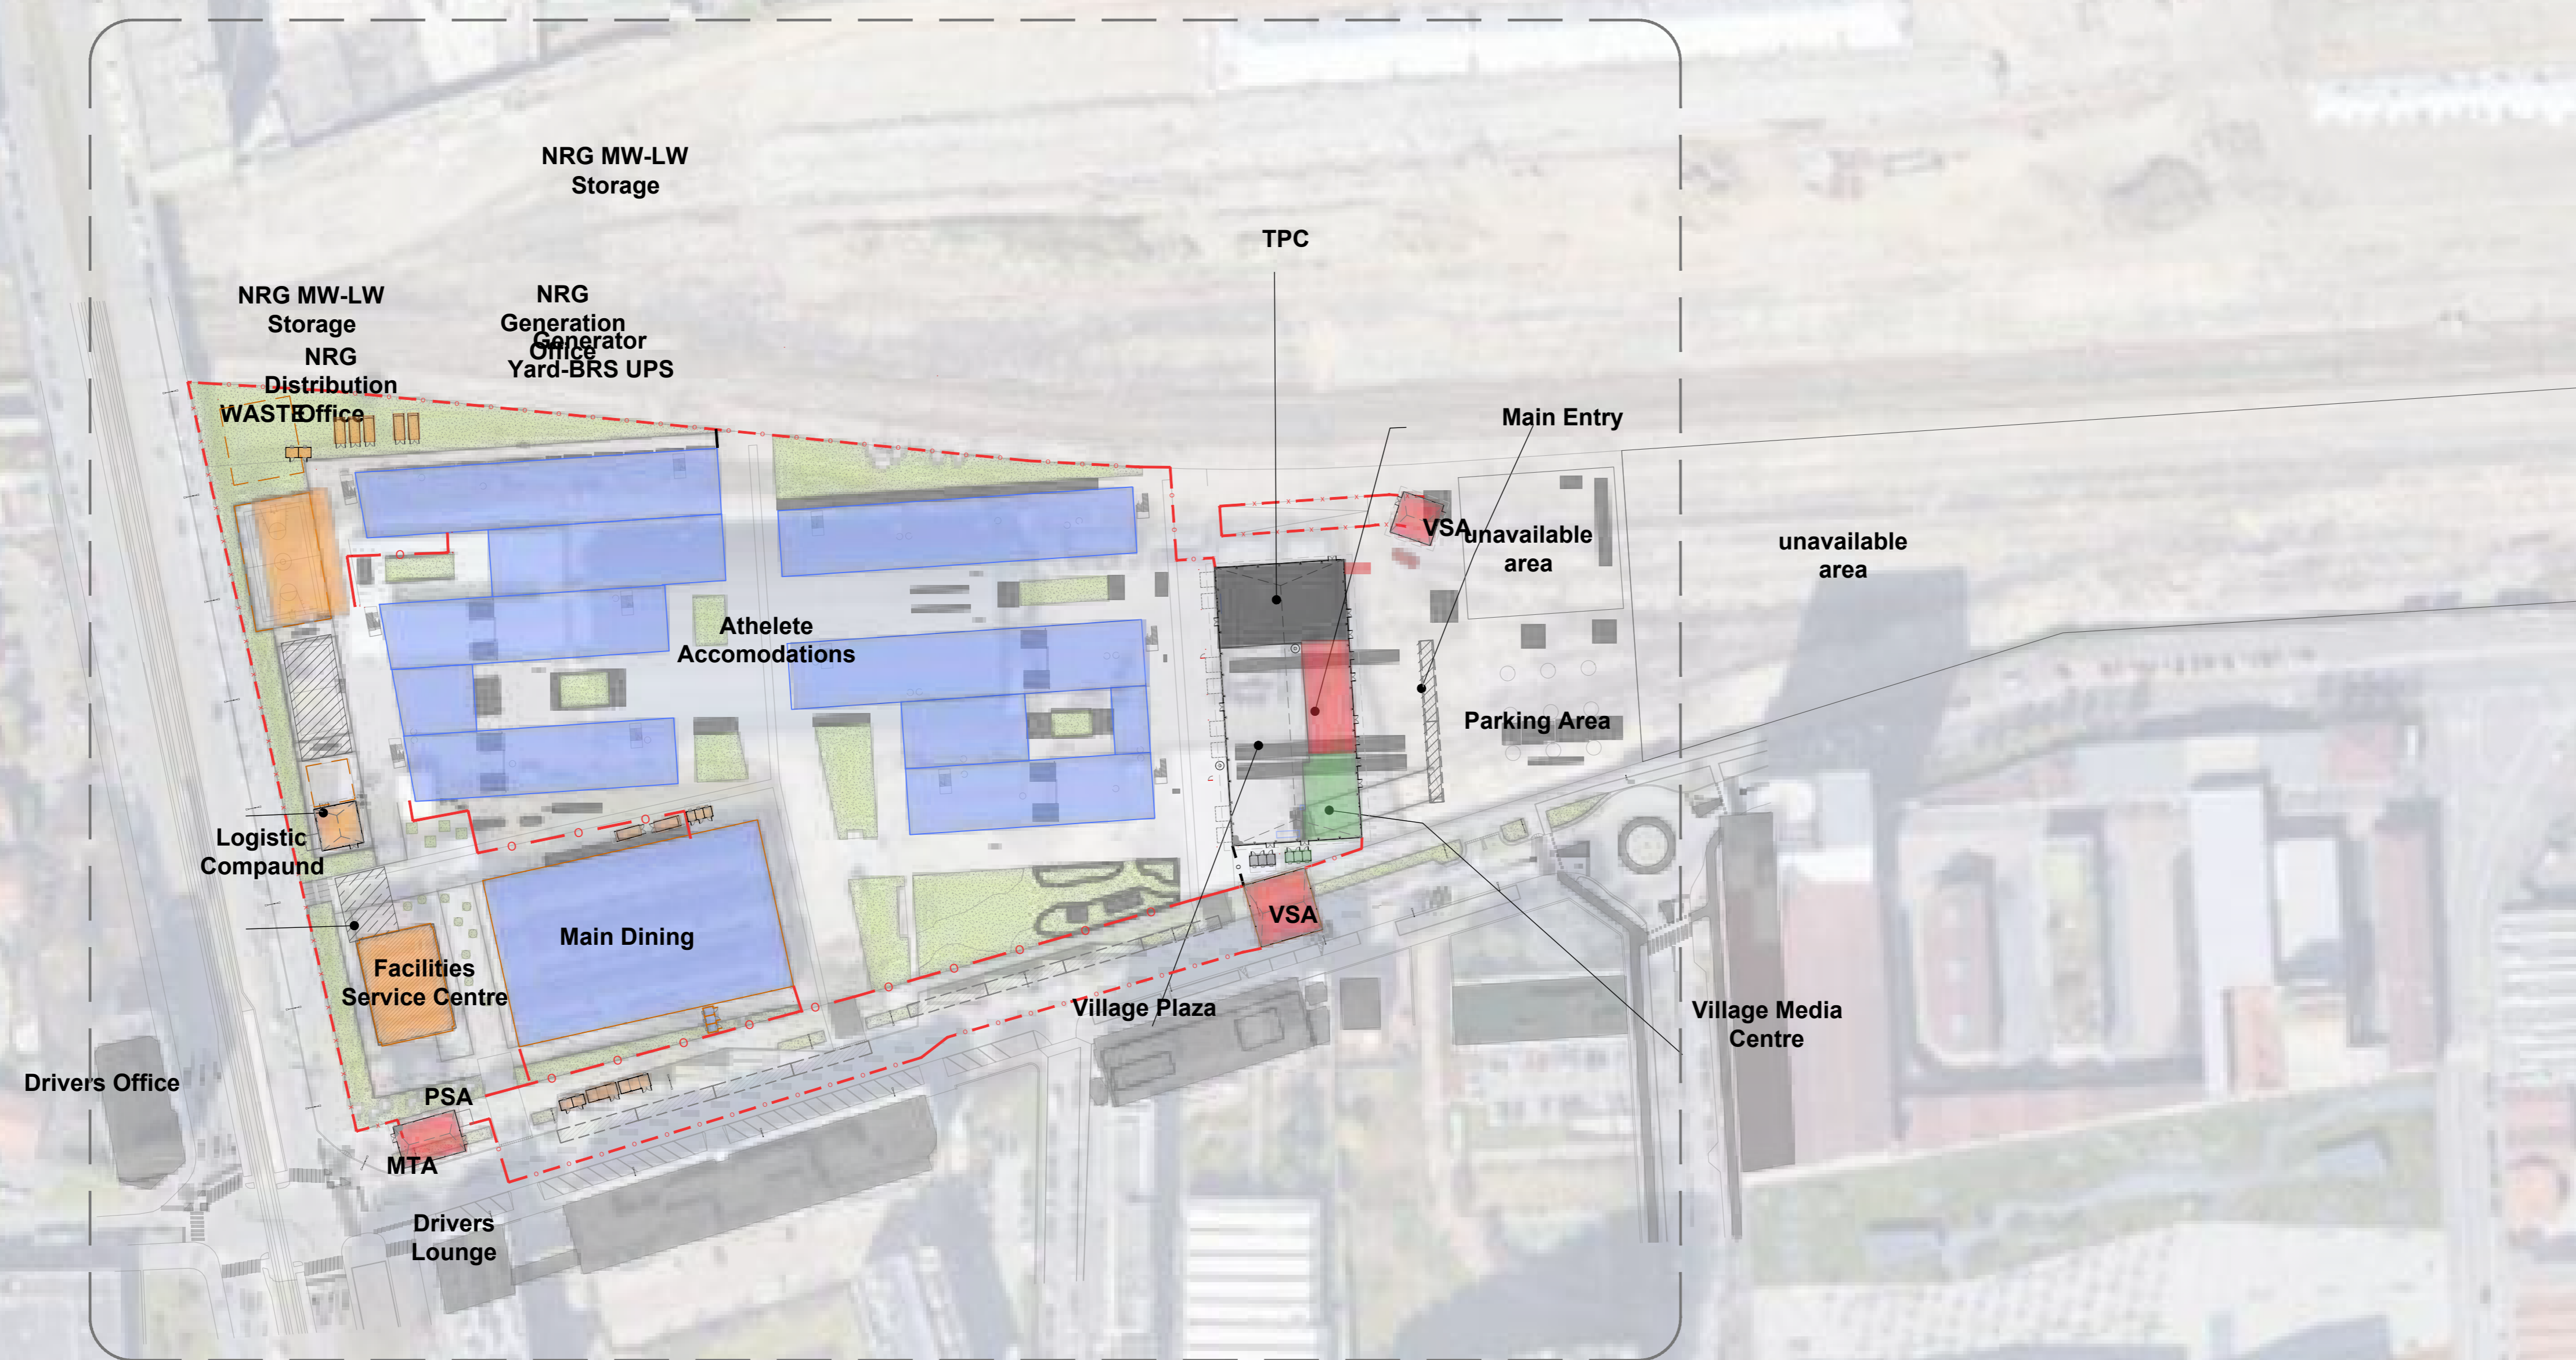 NRG MW-LW
Storage
TPC
NRG MW-LW
Storage
NRG
Generation
Office
Generator
Yard-BRS UPS
NRG
Distribution
Office
WASTE
Main Entry
VSA
unavailable
area
unavailable
area
Athelete
Accomodations
Parking Area
Logistic
Compaund
Main Dining
VSA
Facilities
Service Centre
Village Plaza
Village Media
Centre
Drivers Office
PSA
MTA
Drivers
Lounge